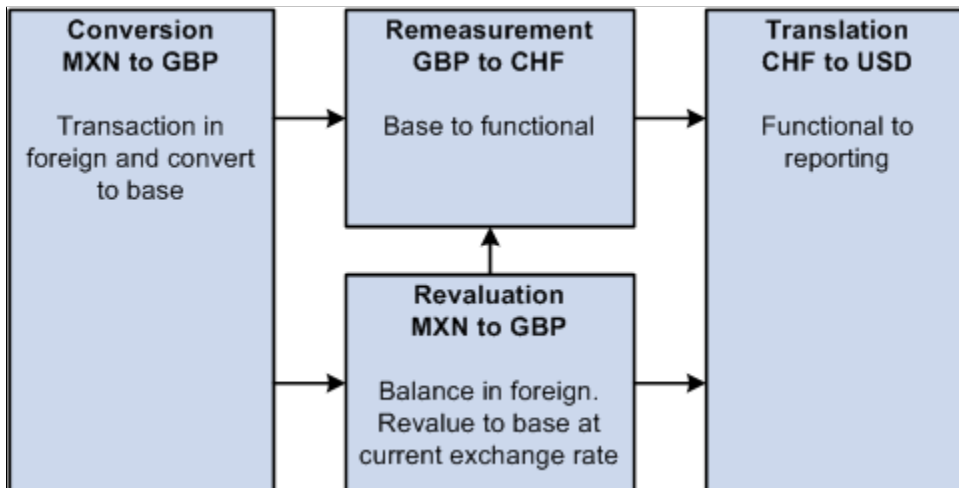 Conversion
MXN to GBP
Transaction in
foreign and convert
to base
Remeasurement
GBP to CHF
Base to functional
Translation
CHF to USD
Functional to
reporting
Revaluation
MXN to GBP
Balance in foreign.
Revalue to base at
current exchange rate